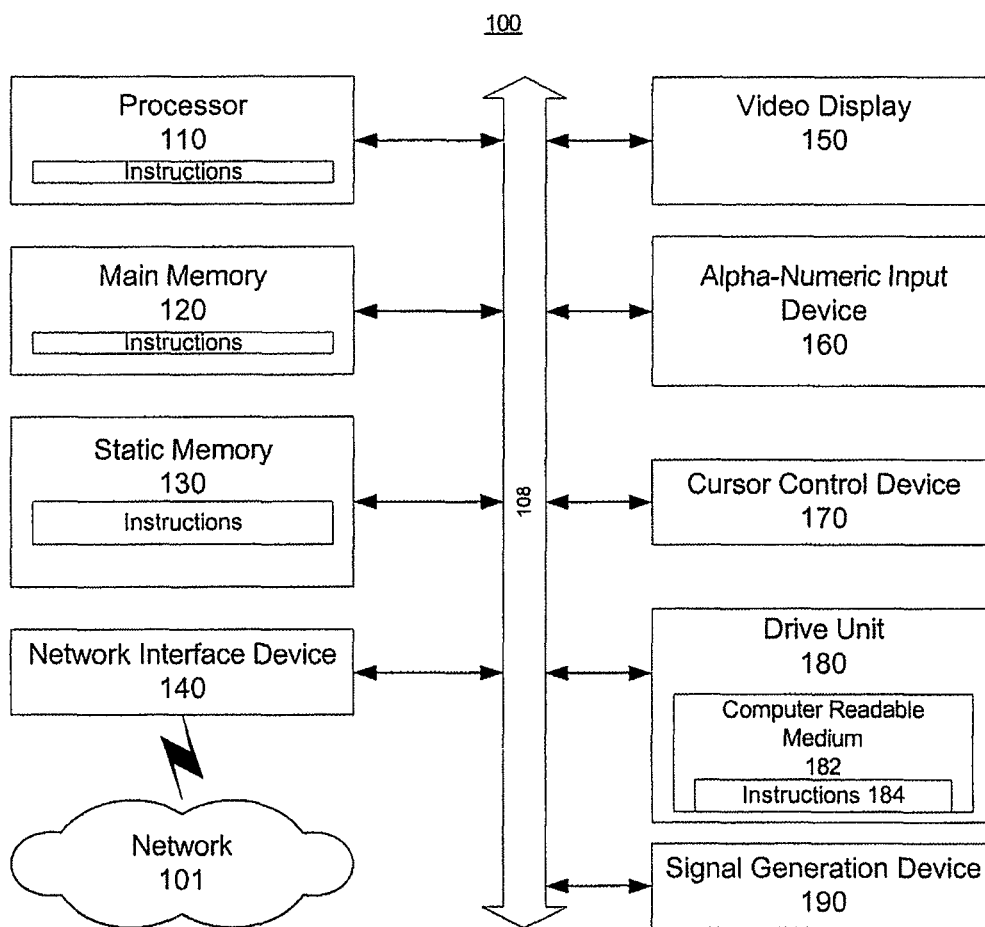 100
Processor
110
Instructions
Main Memory
120
Instructions
Static Memory
130
Instructions
Network Interface Device
140
Network
101
108
Video Display
150
Alpha-Numeric Input
Device
160
Cursor Control Device
170
Drive Unit
180
Computer Readable
Medium
182
Instructions 184
Signal Generation Device
190